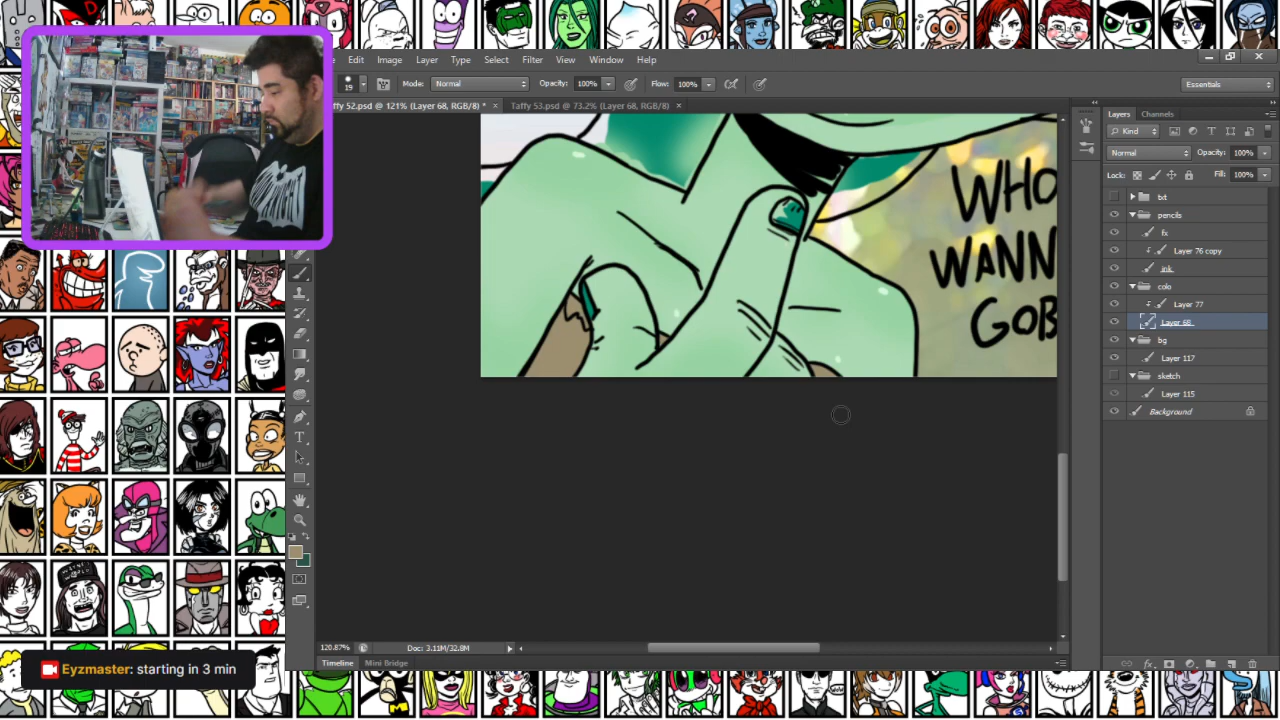 Edit Image Layer Type Select Filter View Window Help
19 Mode: Normal Opacity: 100% Flow: 100% Essentials
ffy 52.psd @ 121% (Layer 68, RGB/8) * × Taffy 53.psd @ 73.2% (Layer 68, RGB/8) ×
WHO
WANN
GOB
Layers Channels
Kind
Normal Opacity: 100%
Lock: Fill: 100%
txt
pencils
fx
Layer 76 copy
ink
colo
Layer 77
Layer 68
bg
Layer 117
sketch
Layer 115
Background
120.87% Doc: 3.11M/32.8M
Timeline Mini Bridge
Eyzmaster: starting in 3 min